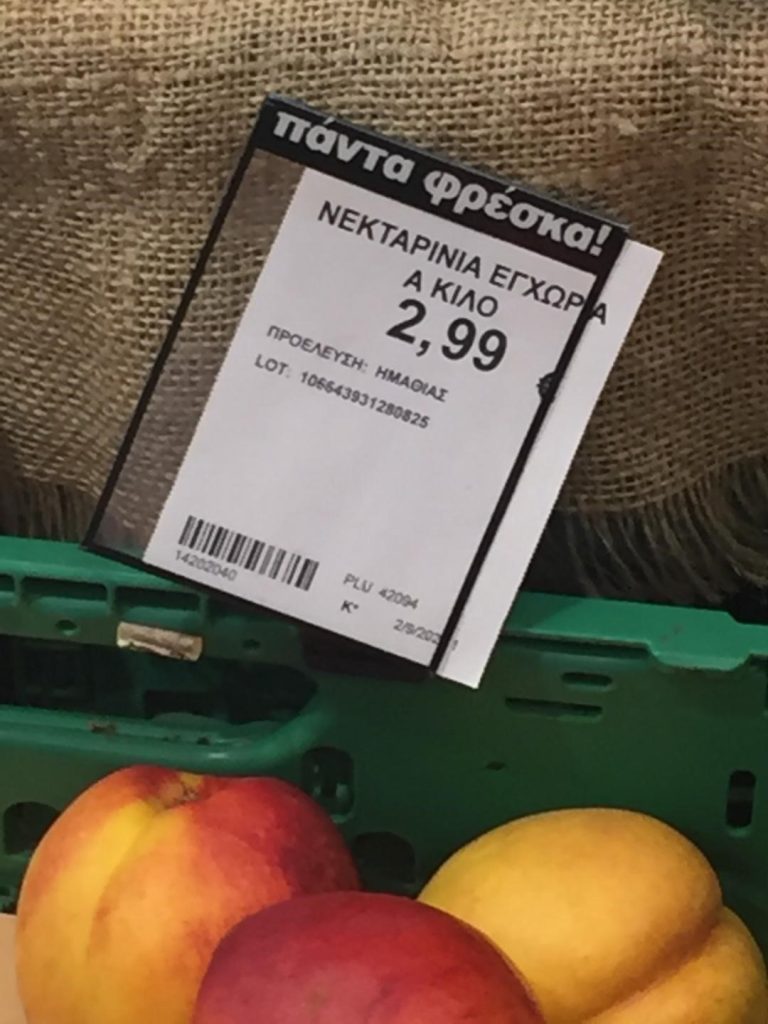 πάντα φρέσκα!
ΝΕΚΤΑΡΙΝΙΑ ΕΓΧΩΡΙΑ
Α ΚΙΛΟ
2,99 €
ΠΡΟΕΛΕΥΣΗ: ΗΜΑΘΙΑΣ
LOT: 106643931280825
14202040
PLU 42094
Κ*